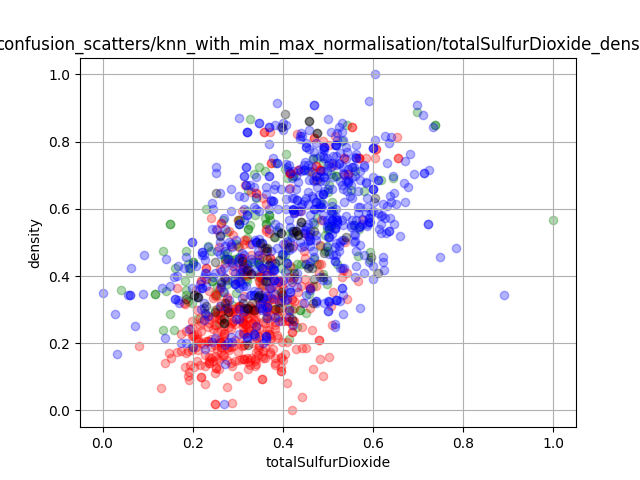 confusion_scatters/knn_with_min_max_normalisation/totalSulfurDioxide_dens
1.0
0.8
0.6
0.4
0.2
0.0
density
0.0 0.2 0.4 0.6 0.8 1.0
totalSulfurDioxide